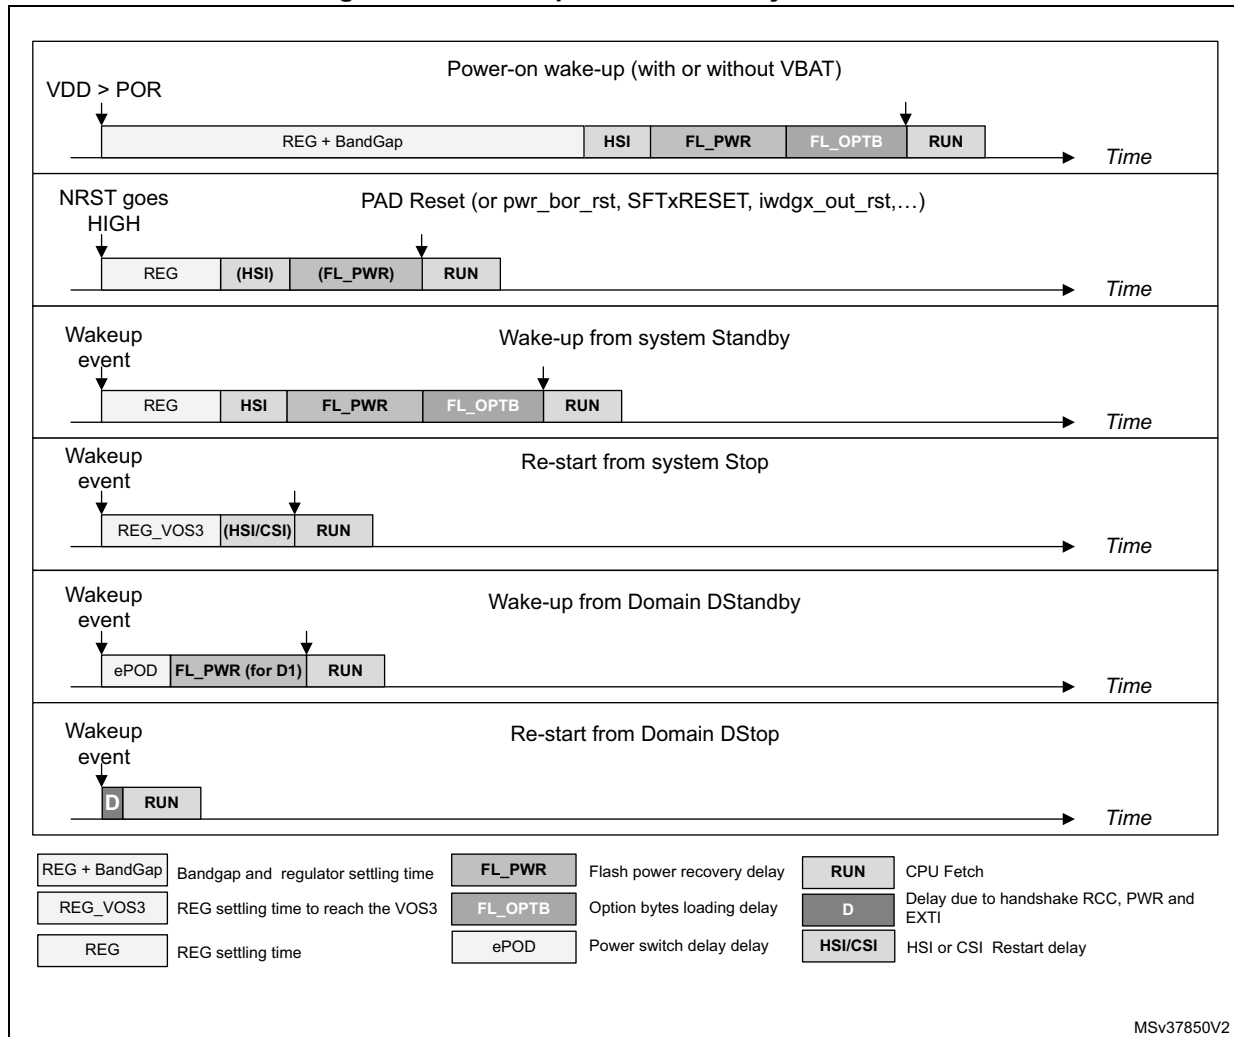 Power-on wake-up (with or without VBAT)
VDD > POR
REG + BandGap HSI FL_PWR FL_OPTB RUN
Time
NRST goes
HIGH
PAD Reset (or pwr_bor_rst, SFTxRESET, iwdgx_out_rst,…)
REG (HSI) (FL_PWR) RUN
Time
Wakeup
event
Wake-up from system Standby
REG HSI FL_PWR FL_OPTB RUN
Time
Wakeup
event
Re-start from system Stop
REG_VOS3 (HSI/CSI) RUN
Time
Wakeup
event
Wake-up from Domain DStandby
ePOD FL_PWR (for D1) RUN
Time
Wakeup
event
Re-start from Domain DStop
D RUN
Time
REG + BandGap Bandgap and regulator settling time
FL_PWR Flash power recovery delay
RUN CPU Fetch
REG_VOS3 REG settling time to reach the VOS3
FL_OPTB Option bytes loading delay
D Delay due to handshake RCC, PWR and
EXTI
REG REG settling time
ePOD Power switch delay delay
HSI/CSI HSI or CSI Restart delay
MSv37850V2